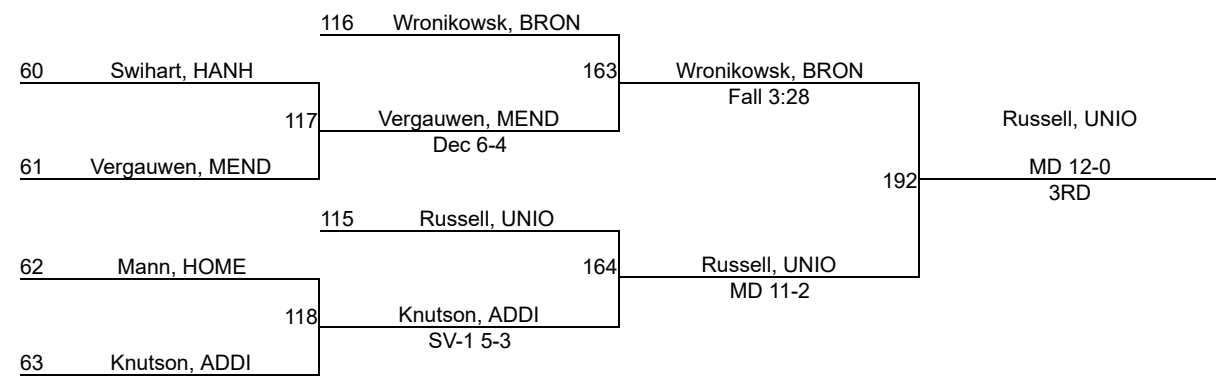 116 Wronikowsk, BRON
60 Swihart, HANH
163 Wronikowsk, BRON
Fall 3:28
117 Vergauwen, MEND
Dec 6-4
Russell, UNIO
61 Vergauwen, MEND
192 MD 12-0
3RD
115 Russell, UNIO
62 Mann, HOME
164 Russell, UNIO
MD 11-2
118 Knutson, ADDI
SV-1 5-3
63 Knutson, ADDI